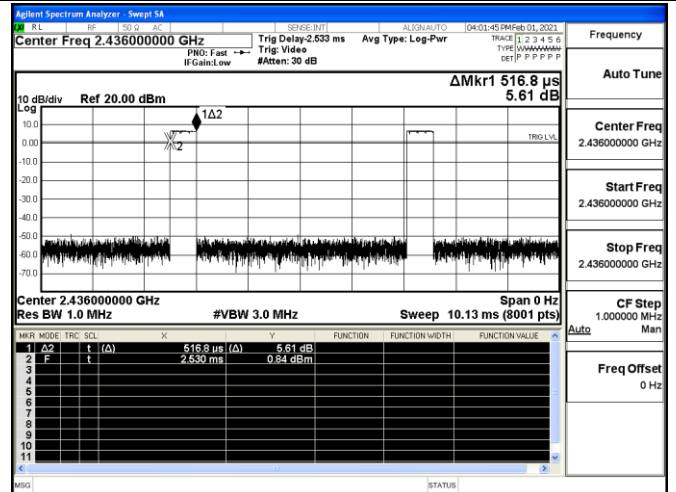 Agilent Spectrum Analyzer - Swept SA
RL RF 50 Ω AC SENSE:INT ALIGNAUTO 04:01:45 PM Feb 01, 2021
Center Freq 2.436000000 GHz
PNO: Fast
IFGain:Low
Trig Delay-2.533 ms
Trig: Video
#Atten: 30 dB
Avg Type: Log-Pwr
TRACE 1 2 3 4 5 6
TYPE WWWWWW
DET P P P P P P
ΔMkr1 516.8 μs
5.61 dB
10 dB/div Ref 20.00 dBm
Log
10.0
0.00
-10.0
-20.0
-30.0
-40.0
-50.0
-60.0
-70.0
1Δ2
2
TRIG LVL
Center 2.436000000 GHz Span 0 Hz
Res BW 1.0 MHz #VBW 3.0 MHz Sweep 10.13 ms (8001 pts)
MKR MODE TRC SCL X Y FUNCTION FUNCTION WIDTH FUNCTION VALUE
1 Δ2 t (Δ) 516.8 μs (Δ) 5.61 dB
2 F t 2.530 ms 0.84 dBm
3
4
5
6
7
8
9
10
11
MSG STATUS
Frequency
Auto Tune
Center Freq
2.436000000 GHz
Start Freq
2.436000000 GHz
Stop Freq
2.436000000 GHz
CF Step
1.000000 MHz
Auto Man
Freq Offset
0 Hz